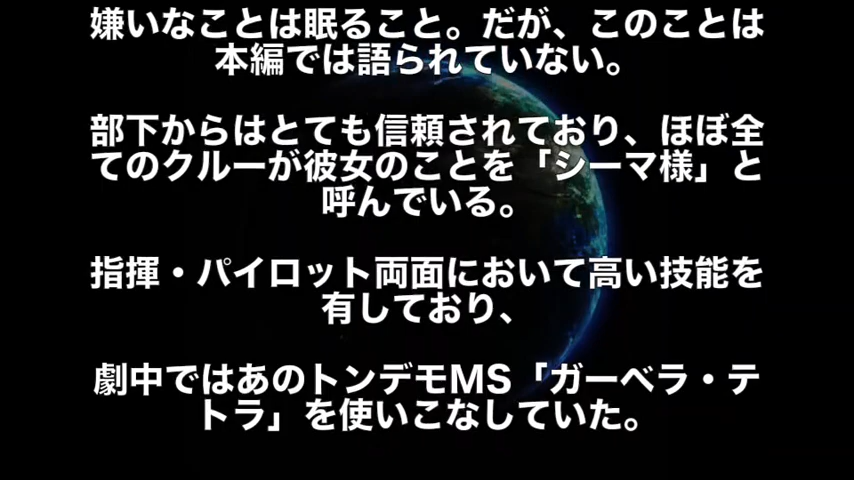 嫌いなことは眠ること。だが、このことは
本編では語られていない。
部下からはとても信頼されており、ほぼ全
てのクルーが彼女のことを「シーマ様」と
呼んでいる。
指揮・パイロット両面において高い技能を
有しており、
劇中ではあのトンデモMS「ガーベラ・テ
トラ」を使いこなしていた。